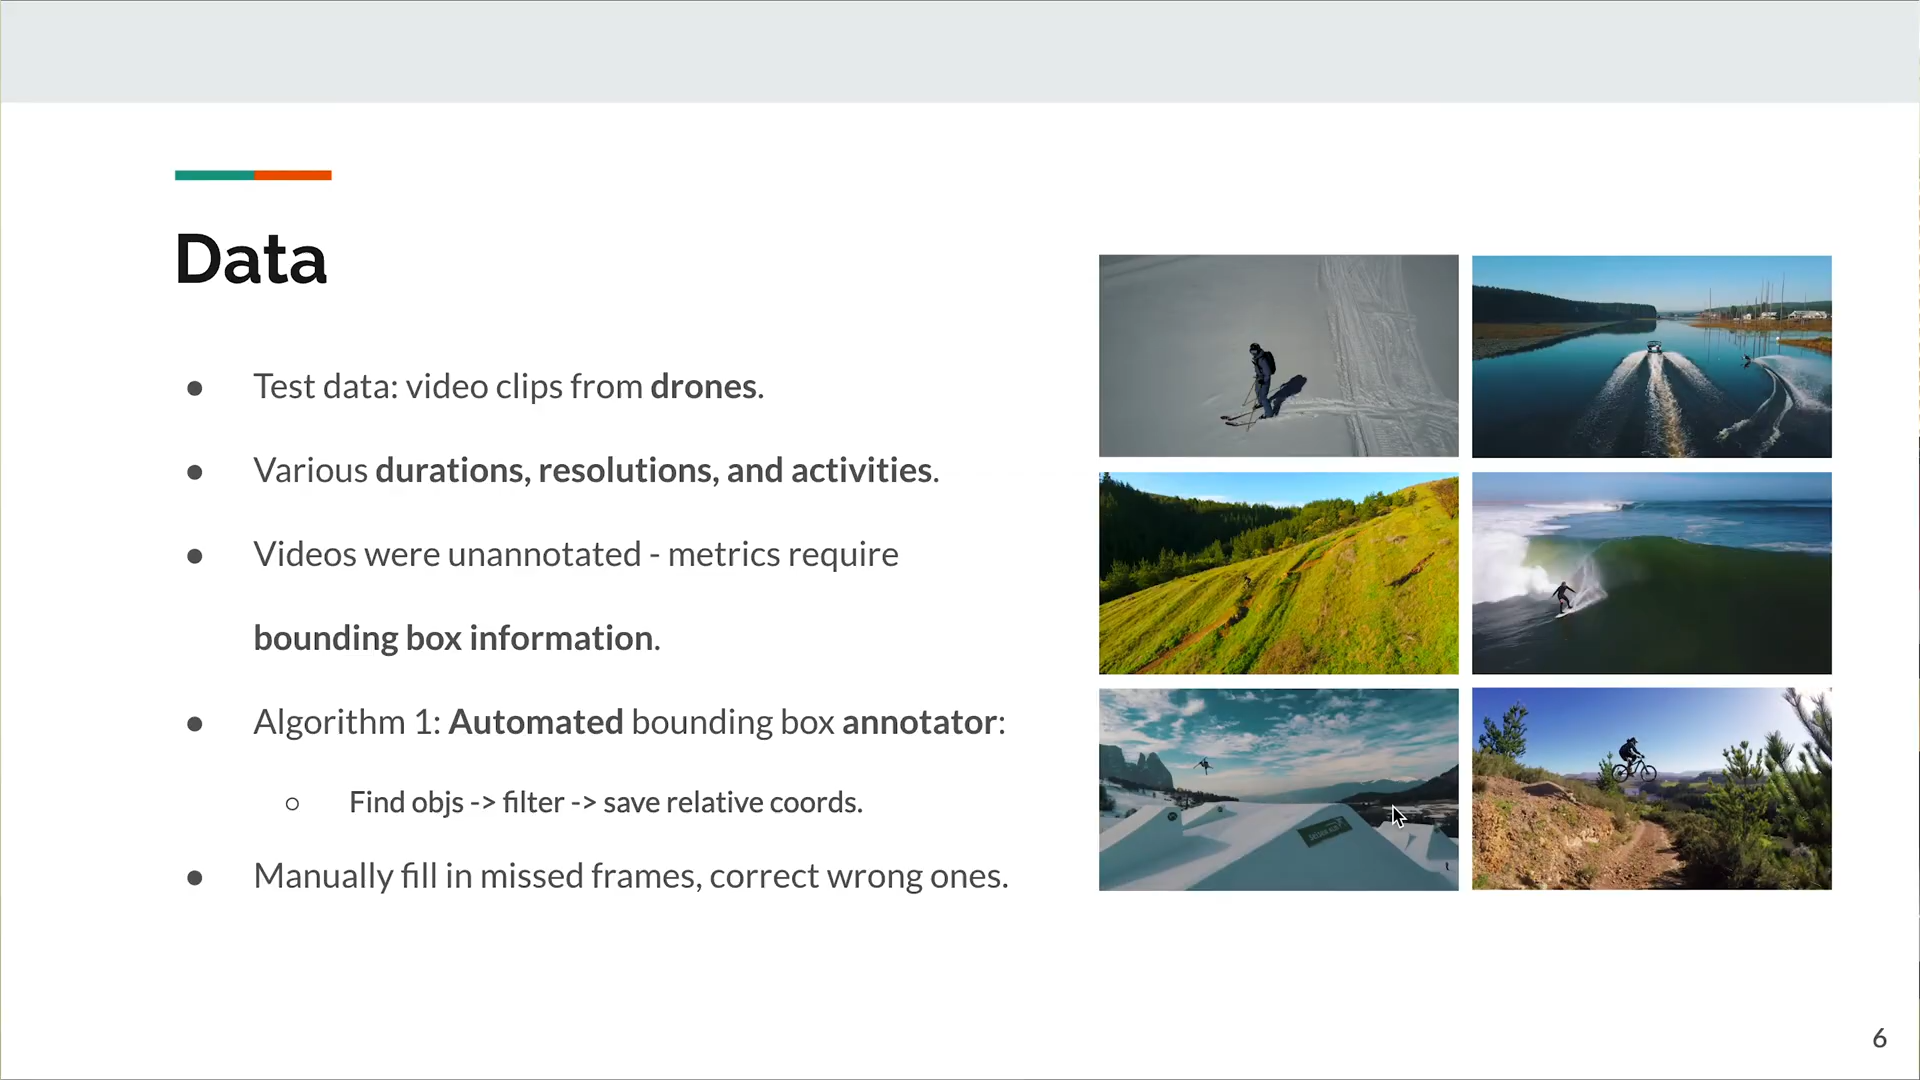 Data
● Test data: video clips from drones.
● Various durations, resolutions, and activities.
● Videos were unannotated - metrics require
bounding box information.
● Algorithm 1: Automated bounding box annotator:
○ Find objs -> filter -> save relative coords.
● Manually fill in missed frames, correct wrong ones.
6